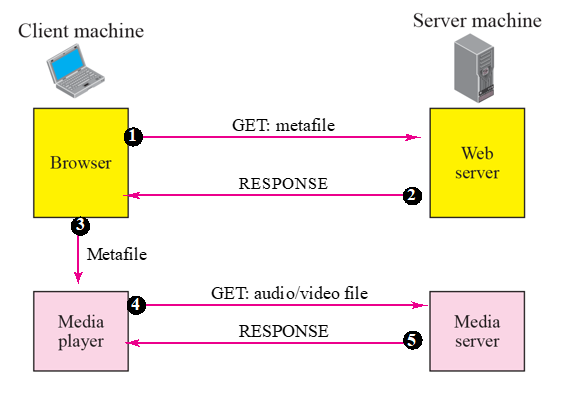 Client machine
Server machine
1
GET: metafile
Browser
Web
server
RESPONSE
2
3
Metafile
4
GET: audio/video file
Media
player
Media
server
RESPONSE
5